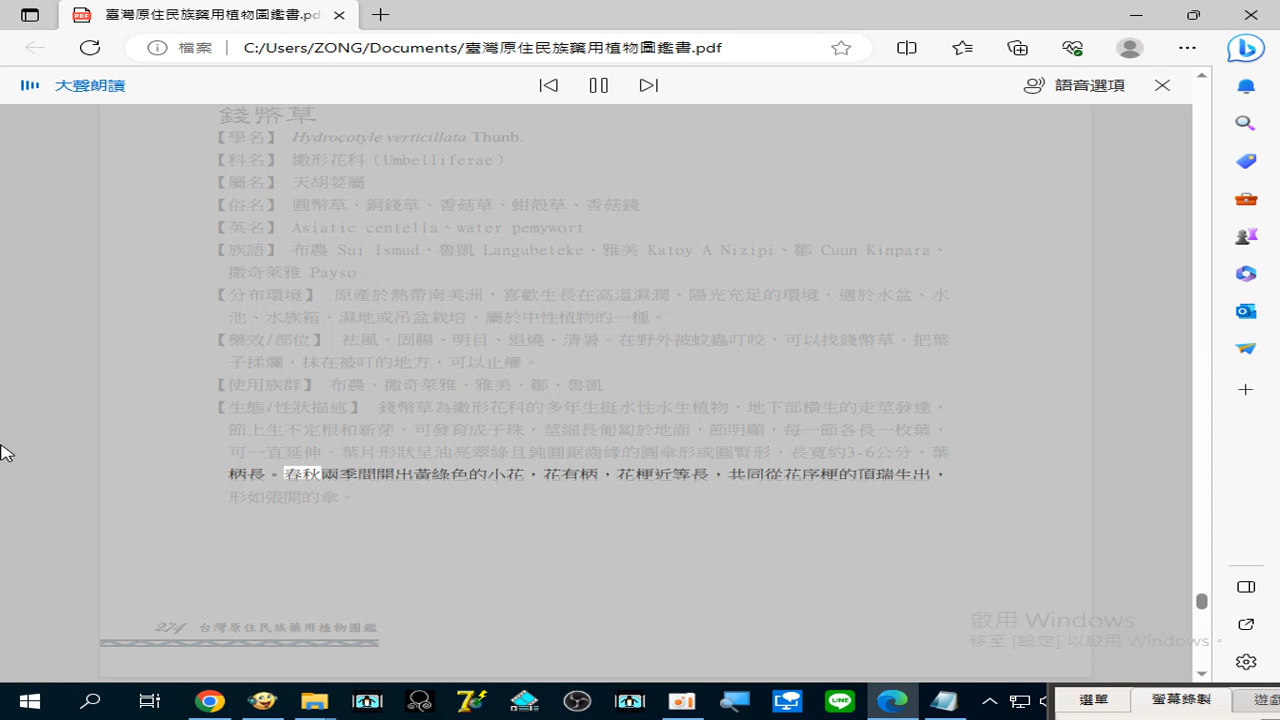 臺灣原住民族藥用植物圖鑑書.pd
檔案
C:/Users/ZONG/Documents/臺灣原住民族藥用植物圖鑑書.pdf
大聲朗讀
語音選項
錢幣草
【學名】 Hydrocotyle verticillata Thunb.
【科名】 繖形花科（Umbelliferae）
【屬名】 天胡荽屬
【俗名】 圓幣草、銅錢草、香菇草、蚶殼草、香菇錢
【英名】 Asiatic centella、water pemywort
【族語】 布農 Sui Ismud、魯凱 Langubeteke、雅美 Katoy A Nizipi、鄒 Cuun Kinpara、
撒奇萊雅 Payso
【分布環境】 原產於熱帶南美洲，喜歡生長在高溫濕潤、陽光充足的環境，適於水盆、水
池、水族箱、濕地或吊盆栽培，屬於中性植物的一種。
【藥效/部位】 祛風、固腸、明目、退燒、清暑。在野外被蚊蟲叮咬，可以找錢幣草，把葉
子揉爛，抹在被叮的地方，可以止癢。
【使用族群】 布農、撒奇萊雅、雅美、鄒、魯凱
【生態/性狀描述】 錢幣草為繖形花科的多年生挺水性水生植物，地下部橫生的走莖發達，
節上生不定根和新芽，可發育成子珠，莖細長匍匐於地面，節明顯，每一節各長一枚葉，
可一直延伸。葉片形狀呈油亮翠綠且鈍圓鋸齒緣的圓傘形或圓腎形，長寬約3-6公分，葉
柄長。春秋兩季間開出黃綠色的小花，花有柄，花梗近等長，共同從花序梗的頂瑞生出，
形如張開的傘。
274 台灣原住民族藥用植物圖鑑
啟用 Windows
移至 [設定] 以啟用 Windows。
選單
螢幕錄製
遊戲